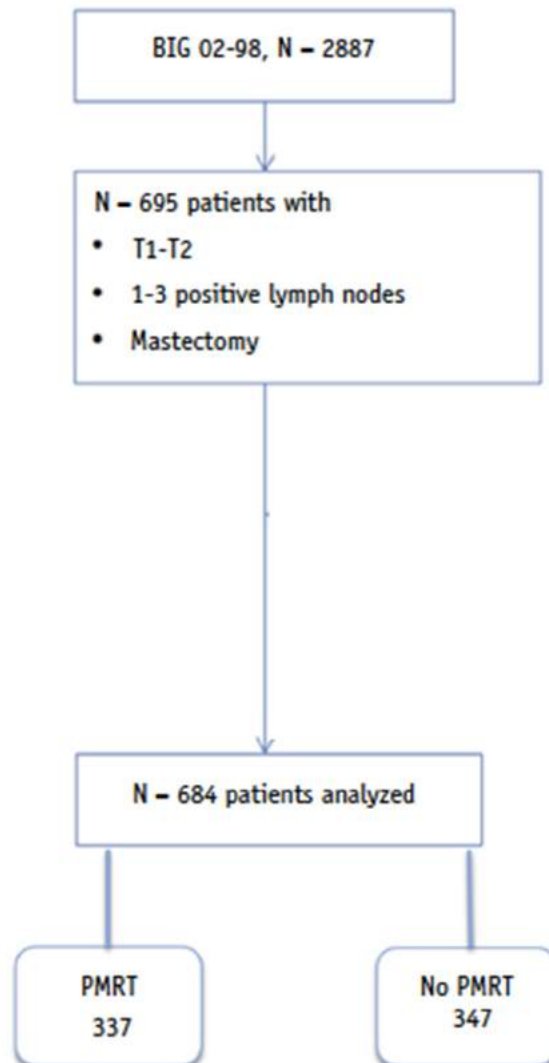 BIG 02-98, N – 2887
N – 695 patients with
• T1-T2
• 1-3 positive lymph nodes
• Mastectomy
N – 684 patients analyzed
PMRT
337
No PMRT
347